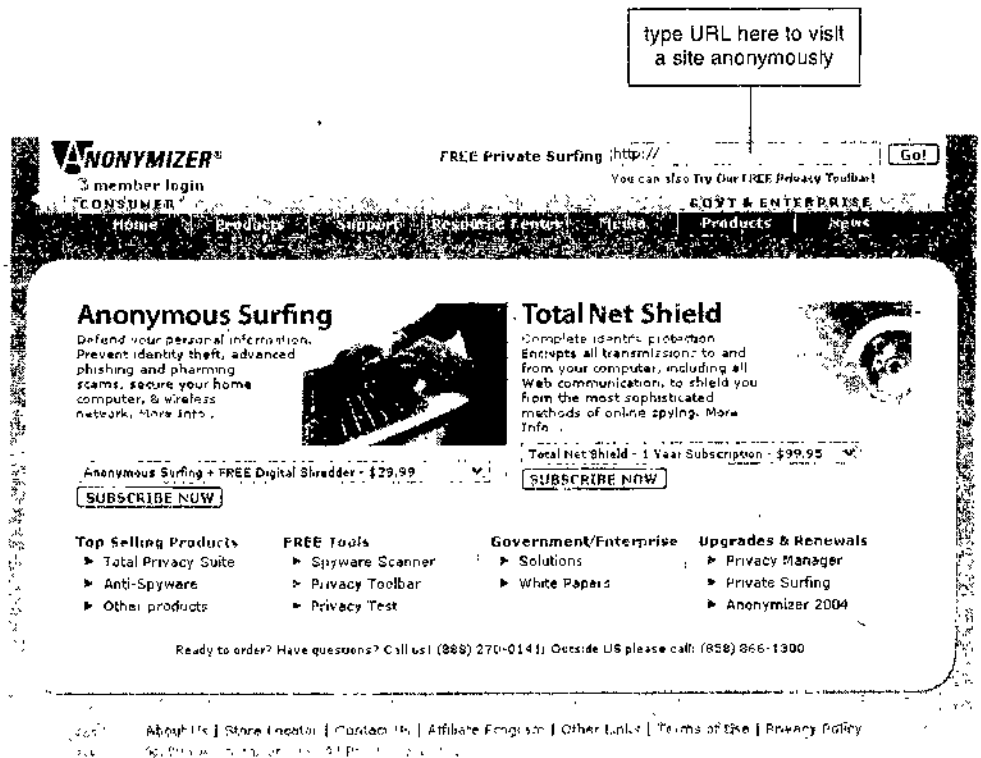 type URL here to visit
a site anonymously
ANONYMIZER®
member login
FREE Private Surfing http:// Go!
You can also Try Our FREE Privacy Toolbar!
CONSUMER GOVT & ENTERPRISE
Home Products Support Resource Center Media Products News
Anonymous Surfing
Defend your personal information.
Prevent identity theft, advanced
phishing and pharming
scams, secure your home
computer, & wireless
network. More Info
Anonymous Surfing + FREE Digital Shredder - $29.99
SUBSCRIBE NOW
Total Net Shield
Complete identity protection
Encrypts all transmissions to and
from your computer, including all
Web communication, to shield you
from the most sophisticated
methods of online spying. More
Info
Total Net Shield - 1 Year Subscription - $99.95
SUBSCRIBE NOW
Top Selling Products
Total Privacy Suite
Anti-Spyware
Other products
FREE Tools
Spyware Scanner
Privacy Toolbar
Privacy Test
Government/Enterprise
Solutions
White Papers
Upgrades & Renewals
Privacy Manager
Private Surfing
Anonymizer 2004
Ready to order? Have questions? Call us! (888) 270-0141; Outside US please call: (858) 866-1300
About Us | Store Locator | Contact Us | Affiliate Program | Other Links | Terms of Use | Privacy Policy